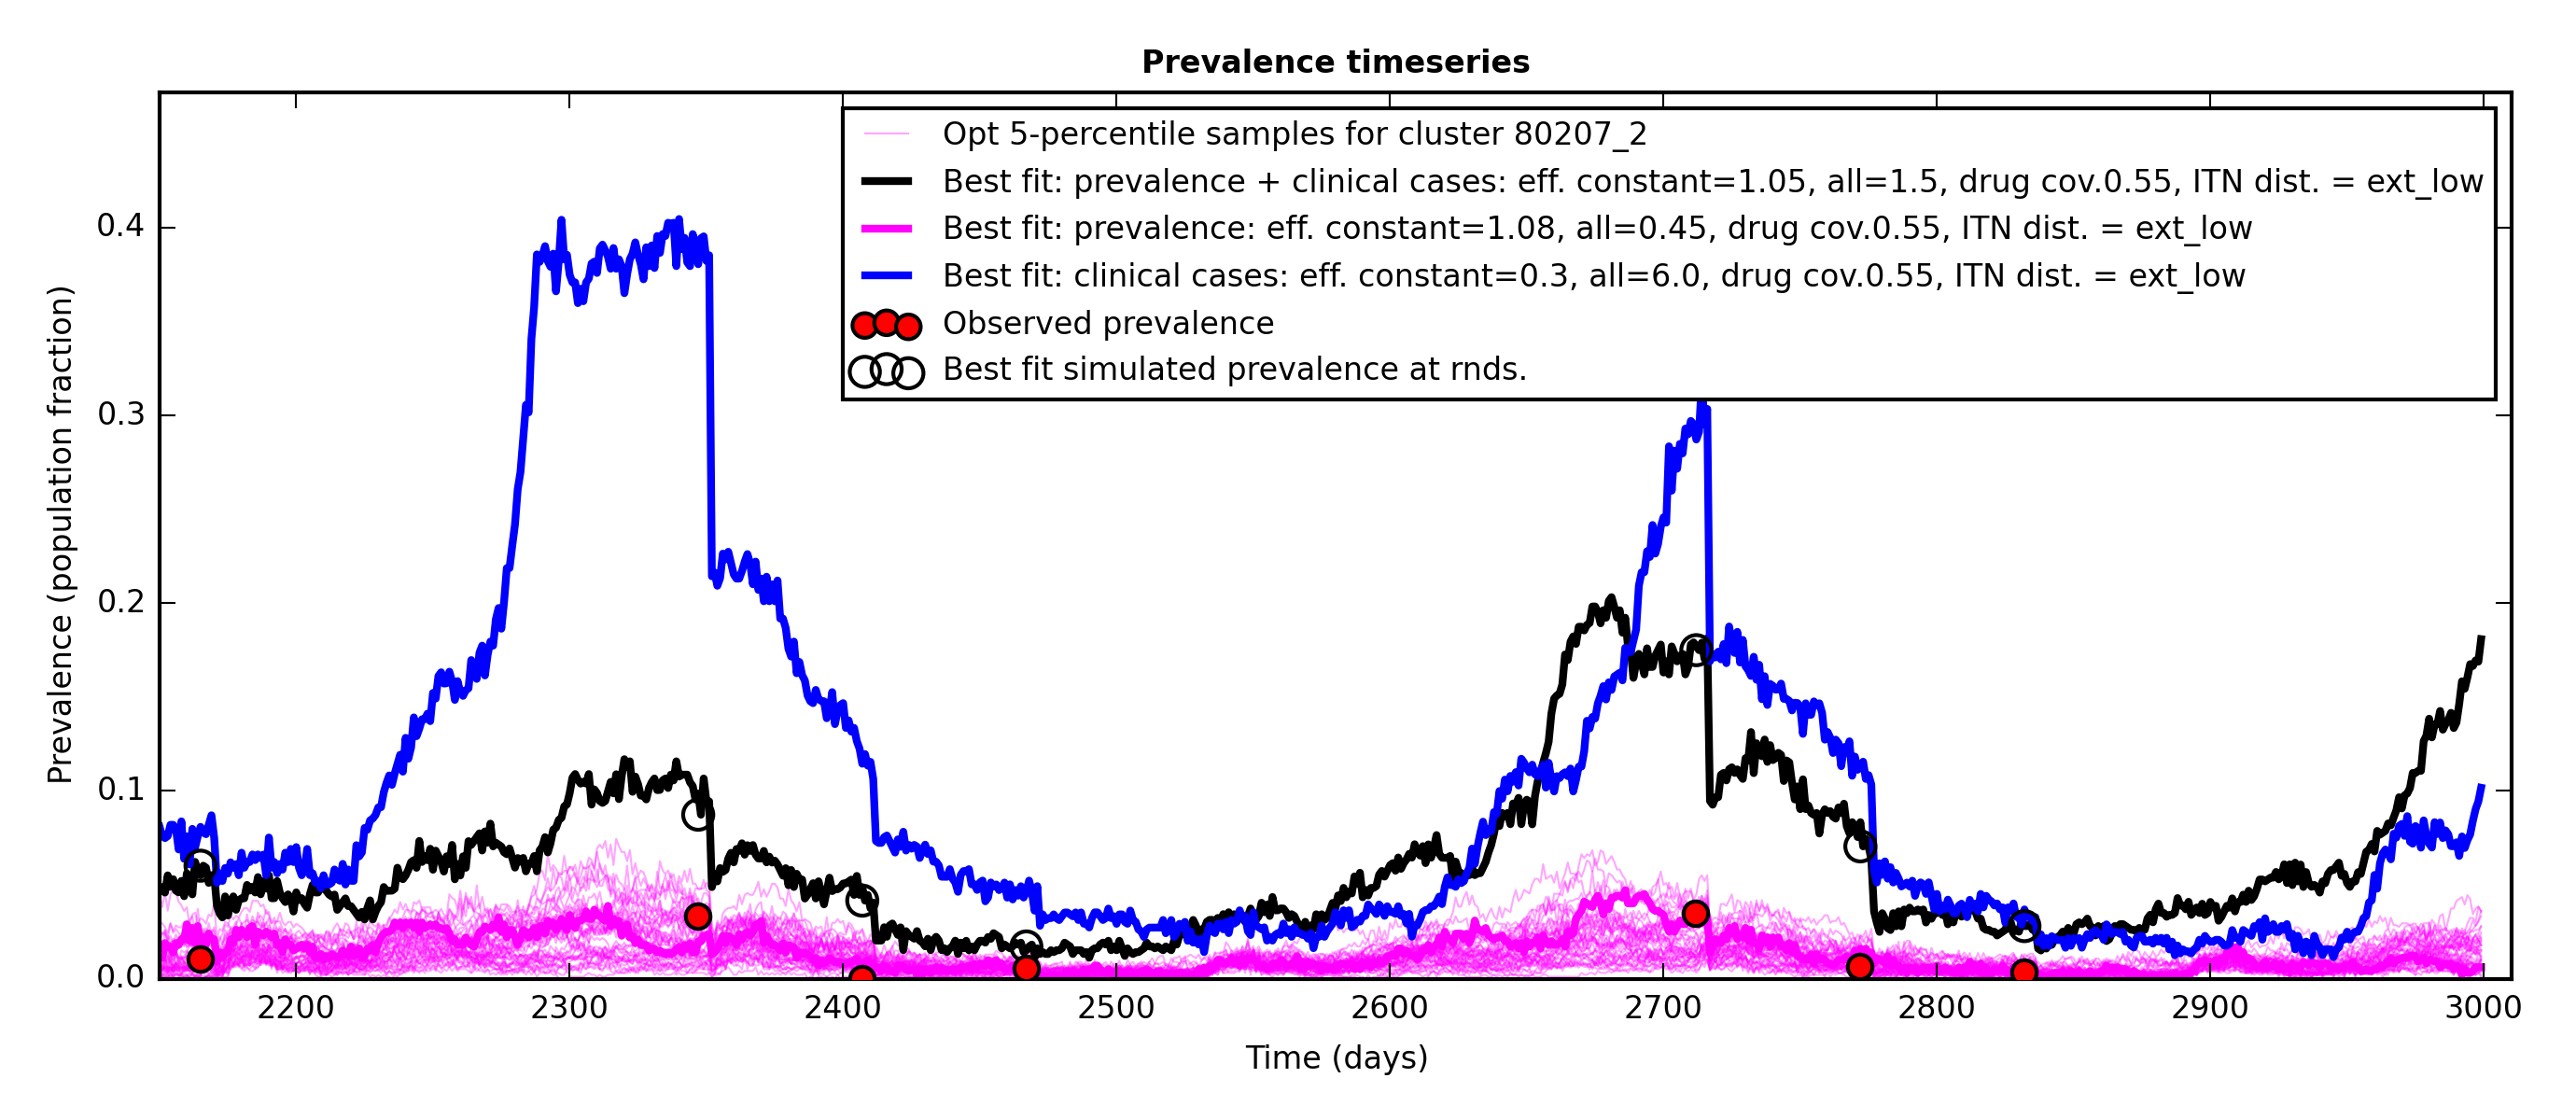 Prevalence timeseries
Opt 5-percentile samples for cluster 80207_2
Best fit: prevalence + clinical cases: eff. constant=1.05, all=1.5, drug cov.0.55, ITN dist. = ext_low
Best fit: prevalence: eff. constant=1.08, all=0.45, drug cov.0.55, ITN dist. = ext_low
Best fit: clinical cases: eff. constant=0.3, all=6.0, drug cov.0.55, ITN dist. = ext_low
Observed prevalence
Best fit simulated prevalence at rnds.
Prevalence (population fraction)
0.4
0.3
0.2
0.1
0.0
2200 2300 2400 2500 2600 2700 2800 2900 3000
Time (days)